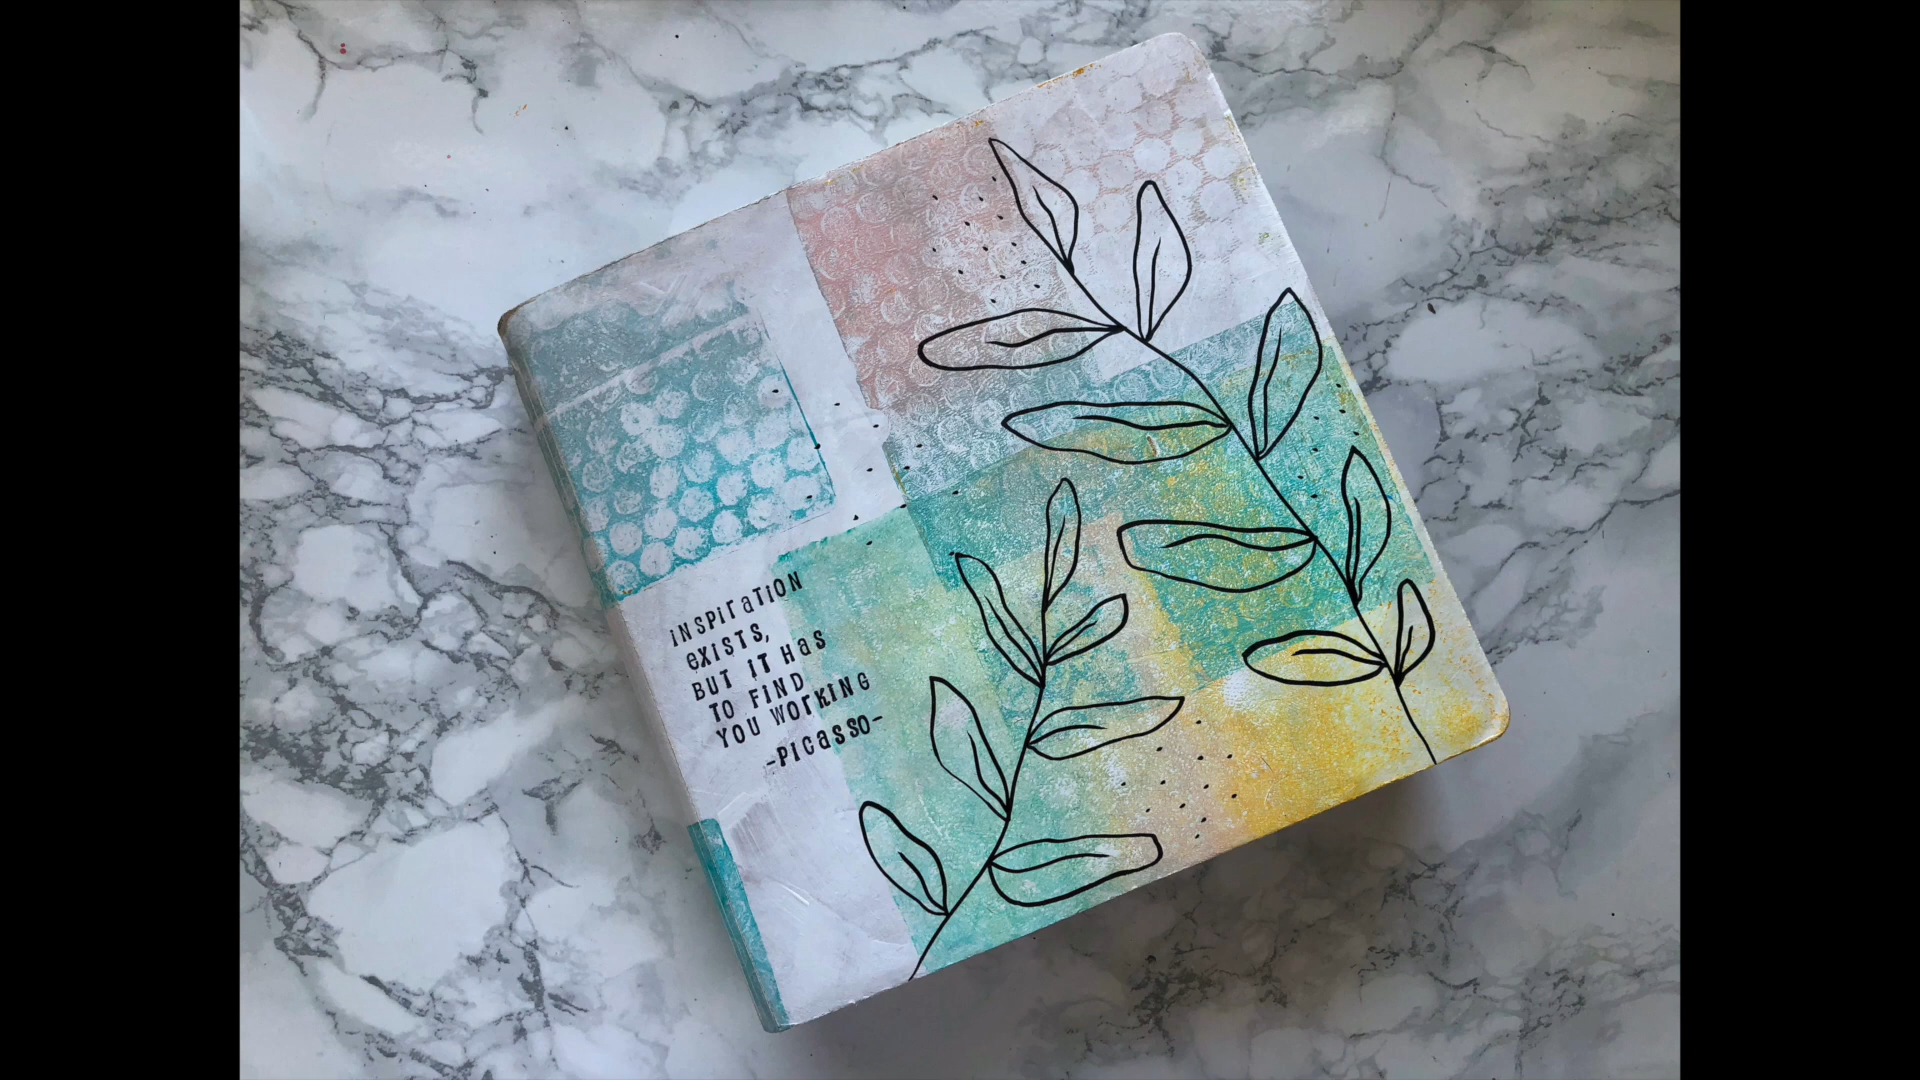 iNSPIraTION
eXISTS,
BUT IT Has
TO FIND
YOU WOrKING
-PIcasso-